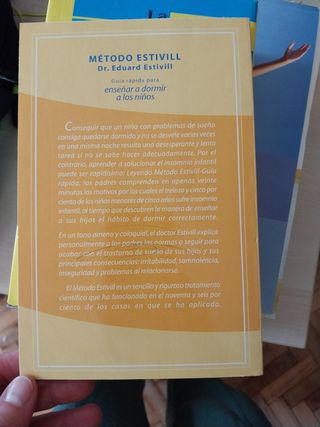 La
MÉTODO ESTIVILL
Dr. Eduard Estivill
Guía rápida para
enseñar a dormir
a los niños
Conseguir que un niño con problemas de sueño
consiga quedarse dormido y no se desvele varias veces
en una misma noche resulta una desesperante y lenta
tarea si no se sabe hacer adecuadamente. Por el
contrario, aprender a solucionar el insomnio infantil
puede ser rapidísimo: Leyendo Método Estivill-Guía
rápida; los padres comprenden en apenas veinte
minutos los motivos por los cuales el treinta y cinco por
ciento de los niños menores de cinco años sufre insomnio
infantil, al tiempo que descubren la manera de enseñar
a sus hijos el hábito de dormir correctamente.
En un tono ameno y coloquial, el doctor Estivill explica
personalmente a los padres las normas a seguir para
acabar con el trastorno de sueño de sus hijos y sus
principales consecuencias: irritabilidad, somnolencia,
inseguridad y problemas al relacionarse.
El Método Estivill es un sencillo y riguroso tratamiento
científico que ha funcionado en el noventa y seis por
ciento de los casos en que se ha aplicado.